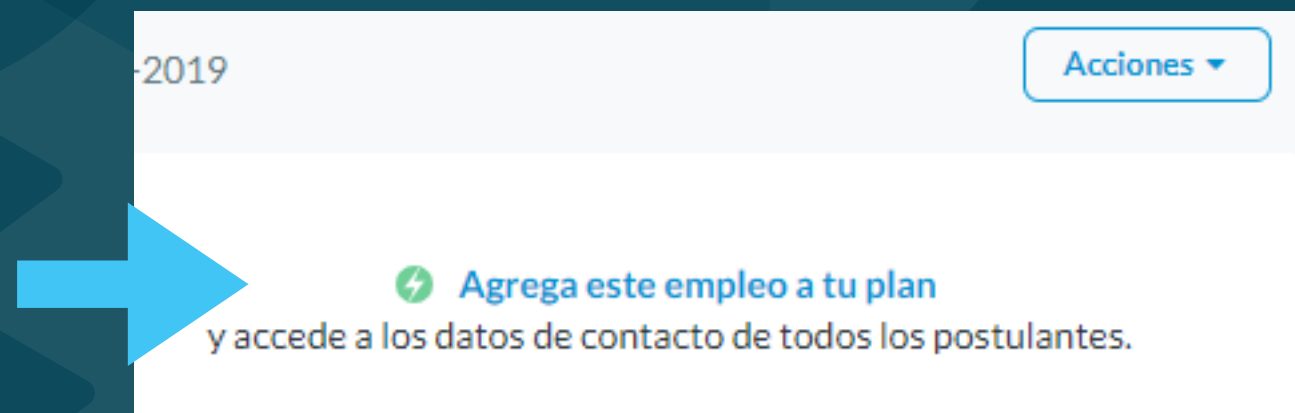 -2019
Acciones
Agrega este empleo a tu plan
y accede a los datos de contacto de todos los postulantes.